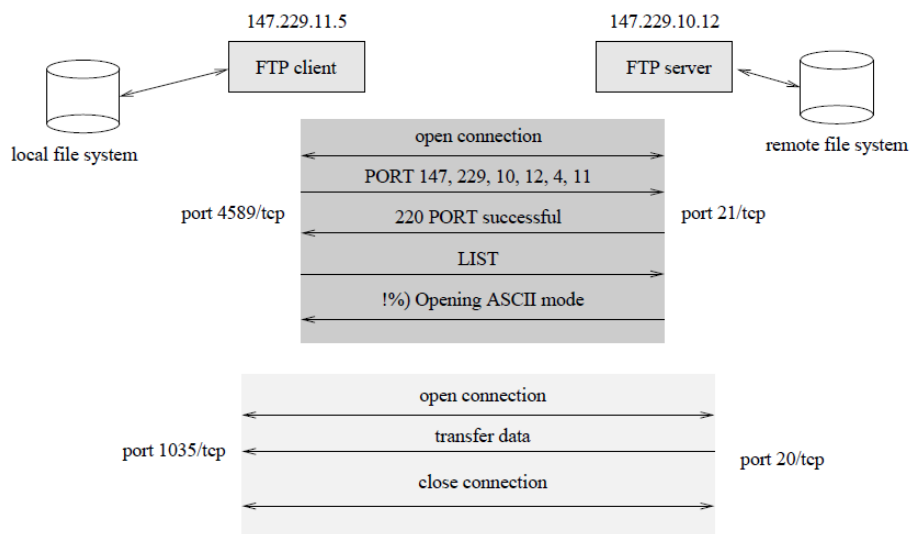 147.229.11.5
147.229.10.12
FTP client
FTP server
local file system
remote file system
open connection
PORT 147, 229, 10, 12, 4, 11
port 4589/tcp
port 21/tcp
220 PORT successful
LIST
!%) Opening ASCII mode
open connection
transfer data
port 1035/tcp
port 20/tcp
close connection